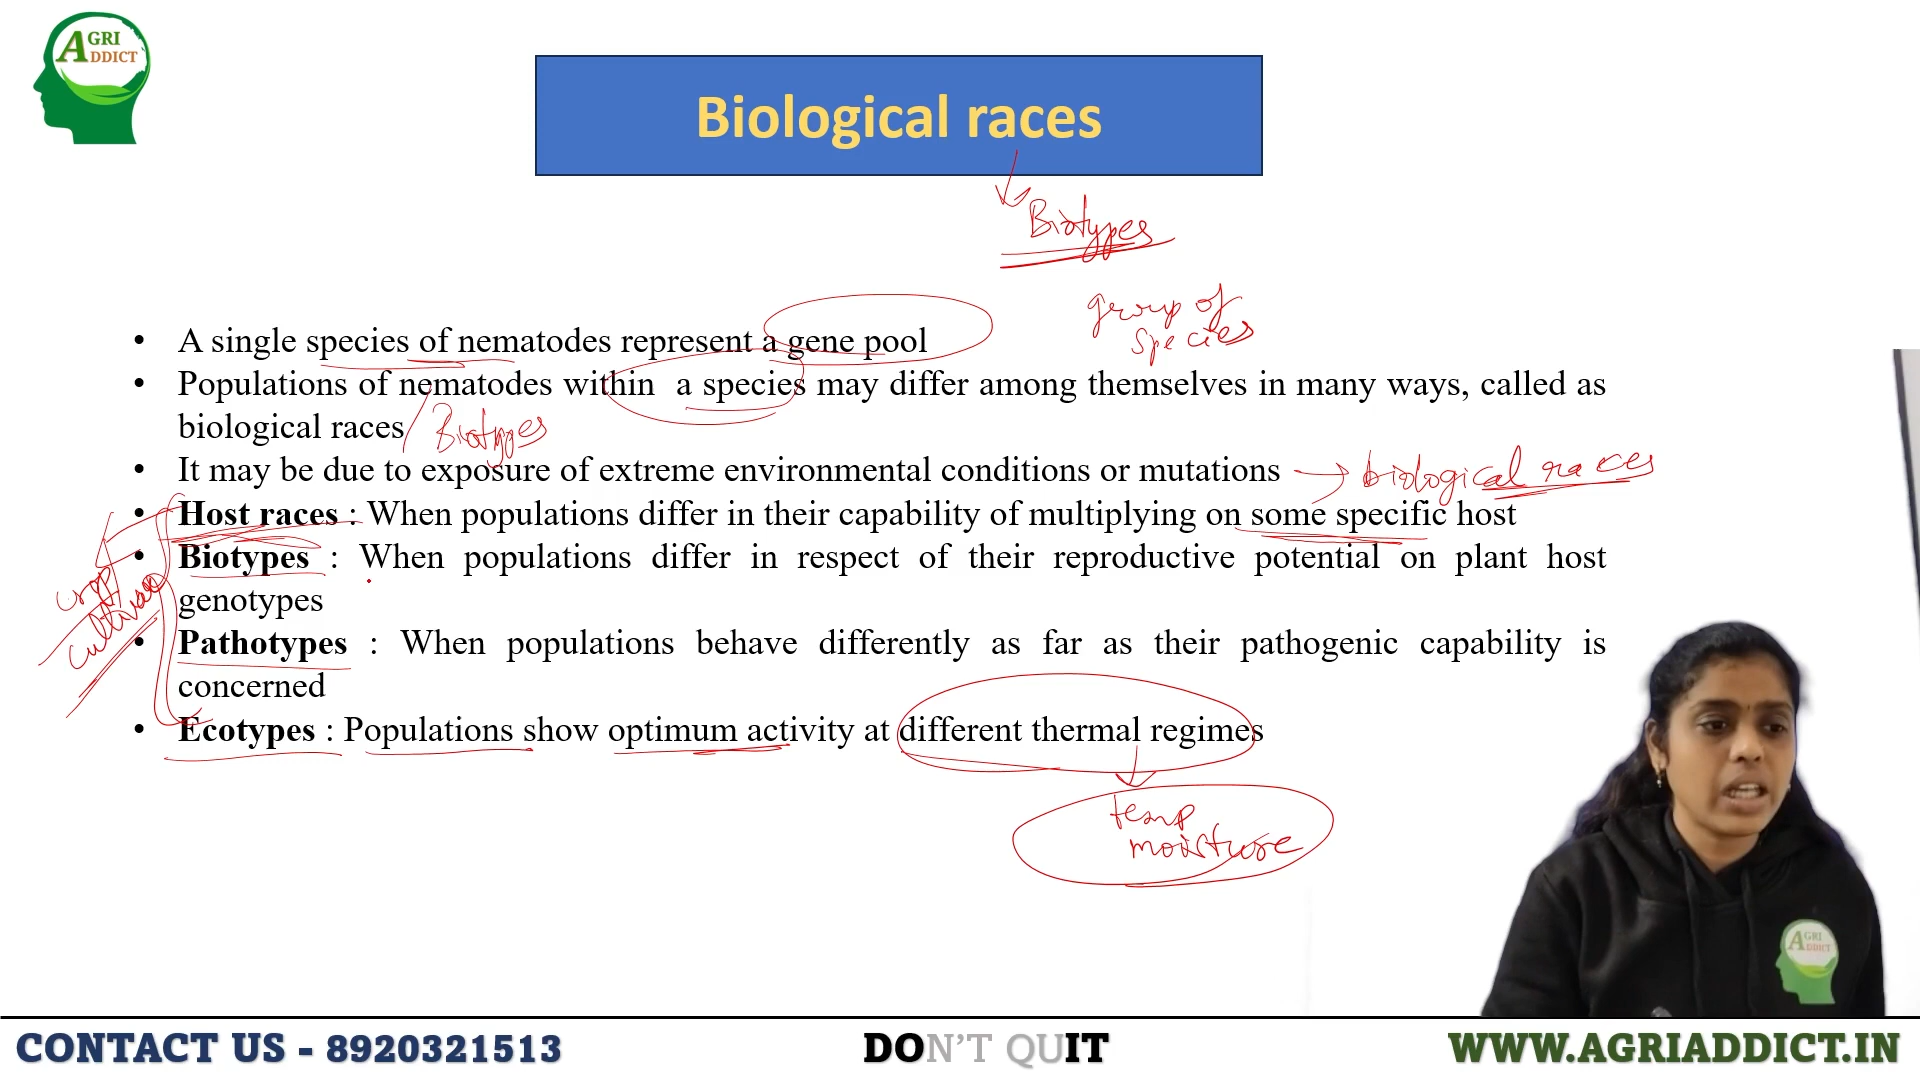 AGRI
ADDICT
Biological races
Biotypes
group of
species
• A single species of nematodes represent a gene pool
• Populations of nematodes within a species may differ among themselves in many ways, called as
biological races / Biotypes
• It may be due to exposure of extreme environmental conditions or mutations → biological races
• Host races : When populations differ in their capability of multiplying on some specific host
• Biotypes : When populations differ in respect of their reproductive potential on plant host
genotypes
crop
cultivar
• Pathotypes : When populations behave differently as far as their pathogenic capability is
concerned
• Ecotypes : Populations show optimum activity at different thermal regimes
temp
moisture
AGRI
ADDICT
CONTACT US - 8920321513
DON'T QUIT
WWW.AGRIADDICT.IN